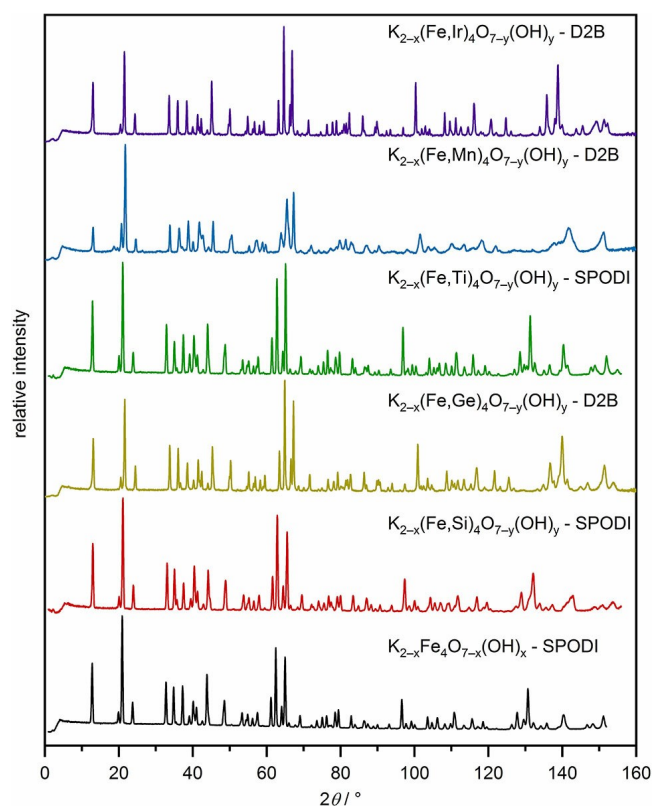 K₂₋ₓ(Fe,Ir)₄O₇₋ᵧ(OH)ᵧ - D2B
K₂₋ₓ(Fe,Mn)₄O₇₋ᵧ(OH)ᵧ - D2B
K₂₋ₓ(Fe,Ti)₄O₇₋ᵧ(OH)ᵧ - SPODI
K₂₋ₓ(Fe,Ge)₄O₇₋ᵧ(OH)ᵧ - D2B
K₂₋ₓ(Fe,Si)₄O₇₋ᵧ(OH)ᵧ - SPODI
K₂₋ₓFe₄O₇₋ₓ(OH)ₓ - SPODI
relative intensity
0 20 40 60 80 100 120 140 160
2θ / °